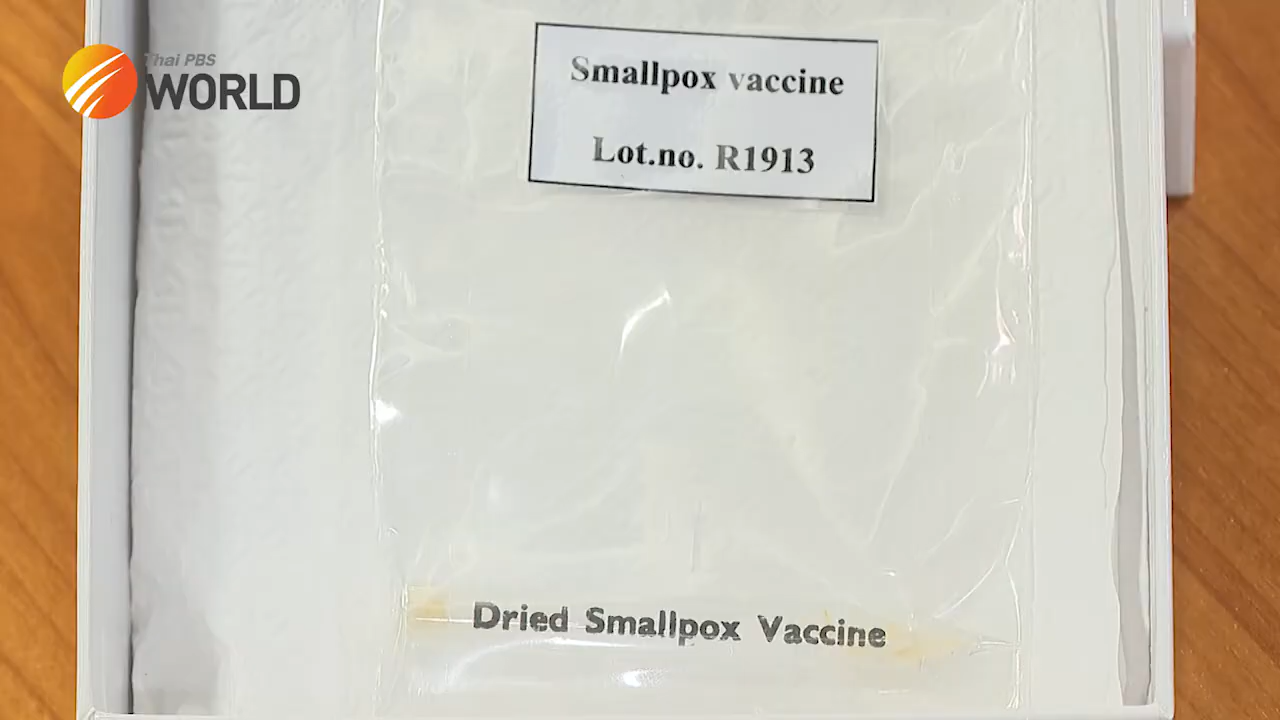 Thai PBS
WORLD
Smallpox vaccine
Lot.no. R1913
Dried Smallpox Vaccine